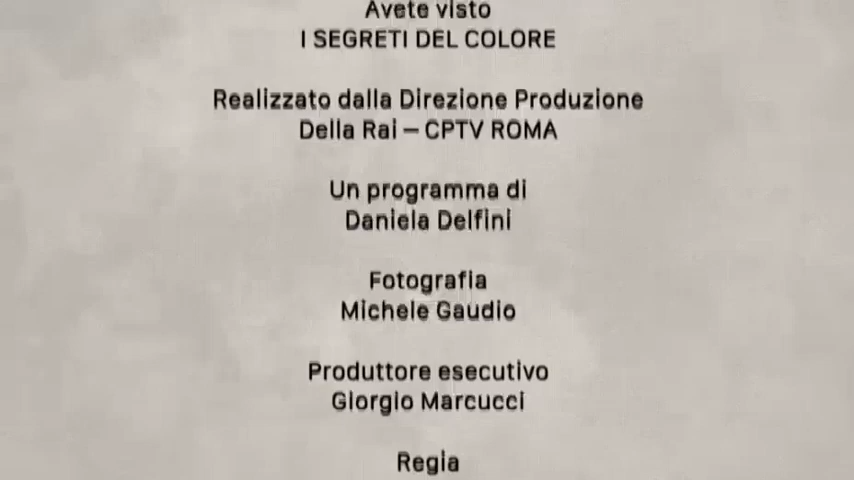 Avete visto
I SEGRETI DEL COLORE
Realizzato dalla Direzione Produzione
Della Rai – CPTV ROMA
Un programma di
Daniela Delfini
Fotografia
Michele Gaudio
Produttore esecutivo
Giorgio Marcucci
Regia